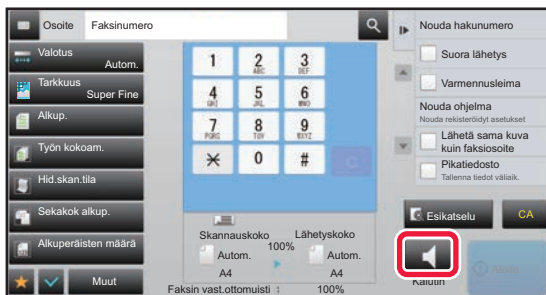 Osoite
Faksinumero
Valotus
Autom.
Tarkkuus
Super Fine
Alkup.
Työn kokoam.
Hid.skan.tila
Sekakok alkup.
Alkuperäisten määrä
Muut
1
2
ABC
3
DEF
4
GHI
5
JKL
6
MNO
7
PQRS
8
TUV
9
WXYZ
0
#
C
Skannauskoko
100%
Lähetyskoko
Autom.
A4
Autom.
A4
Faksin vast.ottomuisti :
100%
Nouda hakunumero
Suora lähetys
Varmennusleima
Nouda ohjelma
Nouda rekisteröidyt asetukset
Lähetä sama kuva
kuin faksiosoite
Pikatiedosto
Tallenna tiedot väliaik.
Esikatselu
CA
Kaiutin
Aloita